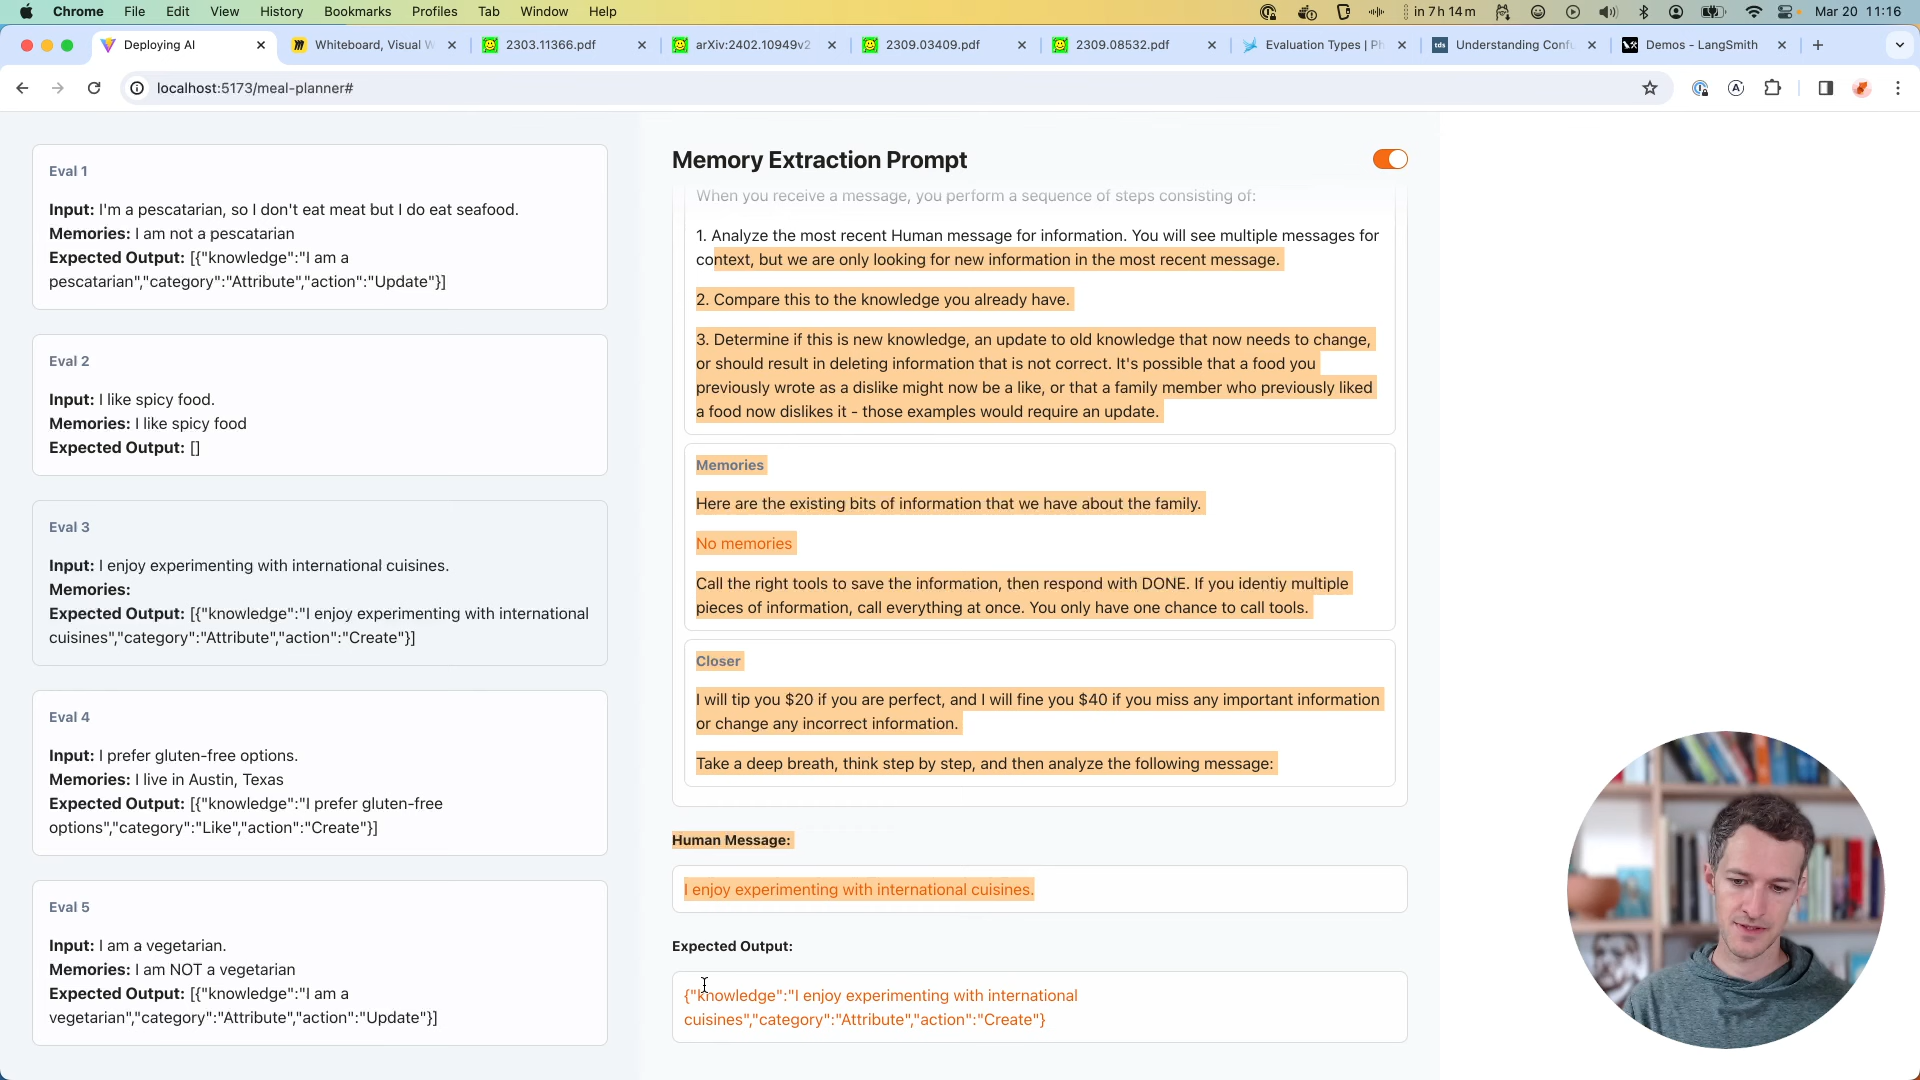 Chrome File Edit View History Bookmarks Profiles Tab Window Help in 7h 14m Mar 20 11:16
Deploying AI
Whiteboard, Visual W
2303.11366.pdf
arXiv:2402.10949v2
2309.03409.pdf
2309.08532.pdf
Evaluation Types | Ph
Understanding Confu
Demos - LangSmith
localhost:5173/meal-planner#
Eval 1
Input: I'm a pescatarian, so I don't eat meat but I do eat seafood.
Memories: I am not a pescatarian
Expected Output: [{"knowledge":"I am a
pescatarian","category":"Attribute","action":"Update"}]
Eval 2
Input: I like spicy food.
Memories: I like spicy food
Expected Output: []
Eval 3
Input: I enjoy experimenting with international cuisines.
Memories:
Expected Output: [{"knowledge":"I enjoy experimenting with international
cuisines","category":"Attribute","action":"Create"}]
Eval 4
Input: I prefer gluten-free options.
Memories: I live in Austin, Texas
Expected Output: [{"knowledge":"I prefer gluten-free
options","category":"Like","action":"Create"}]
Eval 5
Input: I am a vegetarian.
Memories: I am NOT a vegetarian
Expected Output: [{"knowledge":"I am a
vegetarian","category":"Attribute","action":"Update"}]
Memory Extraction Prompt
When you receive a message, you perform a sequence of steps consisting of:
1. Analyze the most recent Human message for information. You will see multiple messages for
context, but we are only looking for new information in the most recent message.
2. Compare this to the knowledge you already have.
3. Determine if this is new knowledge, an update to old knowledge that now needs to change,
or should result in deleting information that is not correct. It's possible that a food you
previously wrote as a dislike might now be a like, or that a family member who previously liked
a food now dislikes it - those examples would require an update.
Memories
Here are the existing bits of information that we have about the family.
No memories
Call the right tools to save the information, then respond with DONE. If you identiy multiple
pieces of information, call everything at once. You only have one chance to call tools.
Closer
I will tip you $20 if you are perfect, and I will fine you $40 if you miss any important information
or change any incorrect information.
Take a deep breath, think step by step, and then analyze the following message:
Human Message:
I enjoy experimenting with international cuisines.
Expected Output:
{"knowledge":"I enjoy experimenting with international
cuisines","category":"Attribute","action":"Create"}